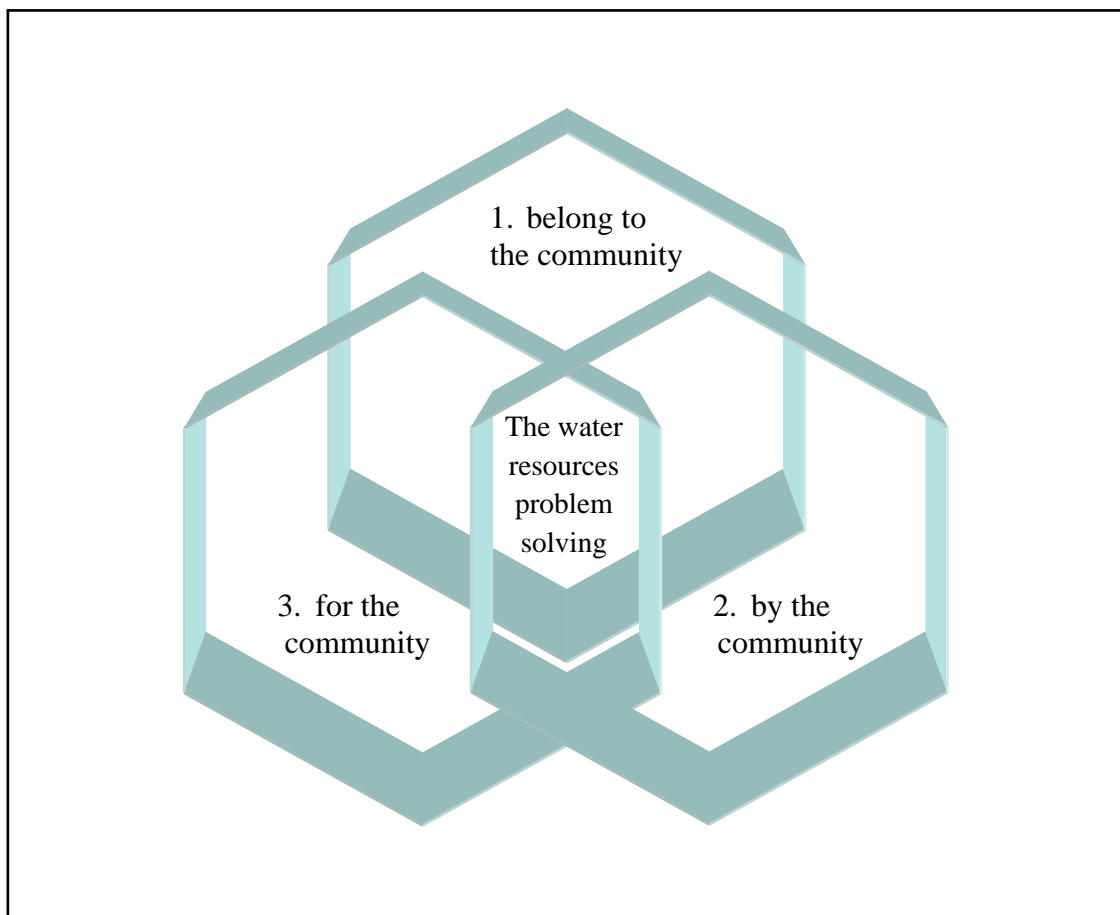 1. belong to
the community
The water
resources
problem
solving
3. for the
community
2. by the
community